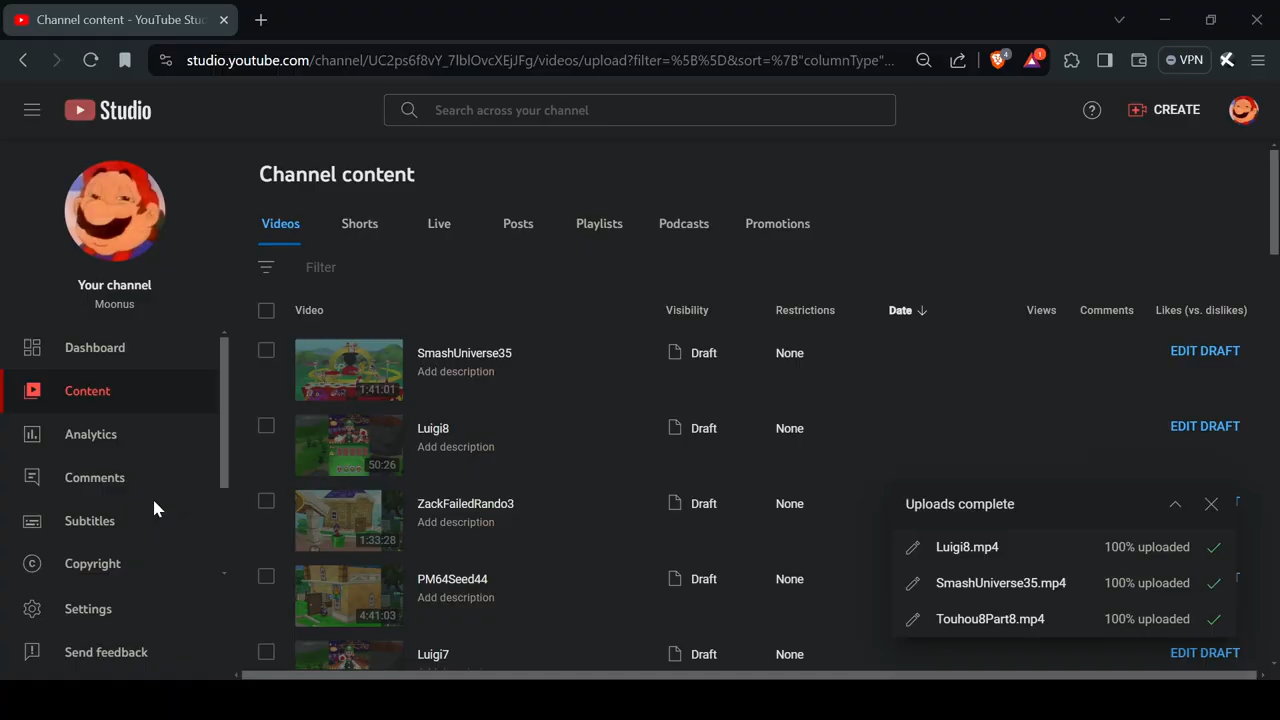 Channel content - YouTube Stuc
studio.youtube.com/channel/UC2ps6f8vY_7lblOvcXEjJFg/videos/upload?filter=%5B%5D&sort=%7B"columnType"...
4
1
VPN
Studio
Search across your channel
CREATE
Your channel
Moonus
Dashboard
Content
Analytics
Comments
Subtitles
Copyright
Settings
Send feedback
Channel content
Videos Shorts Live Posts Playlists Podcasts Promotions
Filter
Video Visibility Restrictions Date Views Comments Likes (vs. dislikes)
1:41:01
SmashUniverse35
Add description
Draft None EDIT DRAFT
50:26
Luigi8
Add description
Draft None EDIT DRAFT
1:33:28
ZackFailedRando3
Add description
Draft None
4:41:03
PM64Seed44
Add description
Draft None
Luigi7
Draft None EDIT DRAFT
Uploads complete
Luigi8.mp4 100% uploaded
SmashUniverse35.mp4 100% uploaded
Touhou8Part8.mp4 100% uploaded